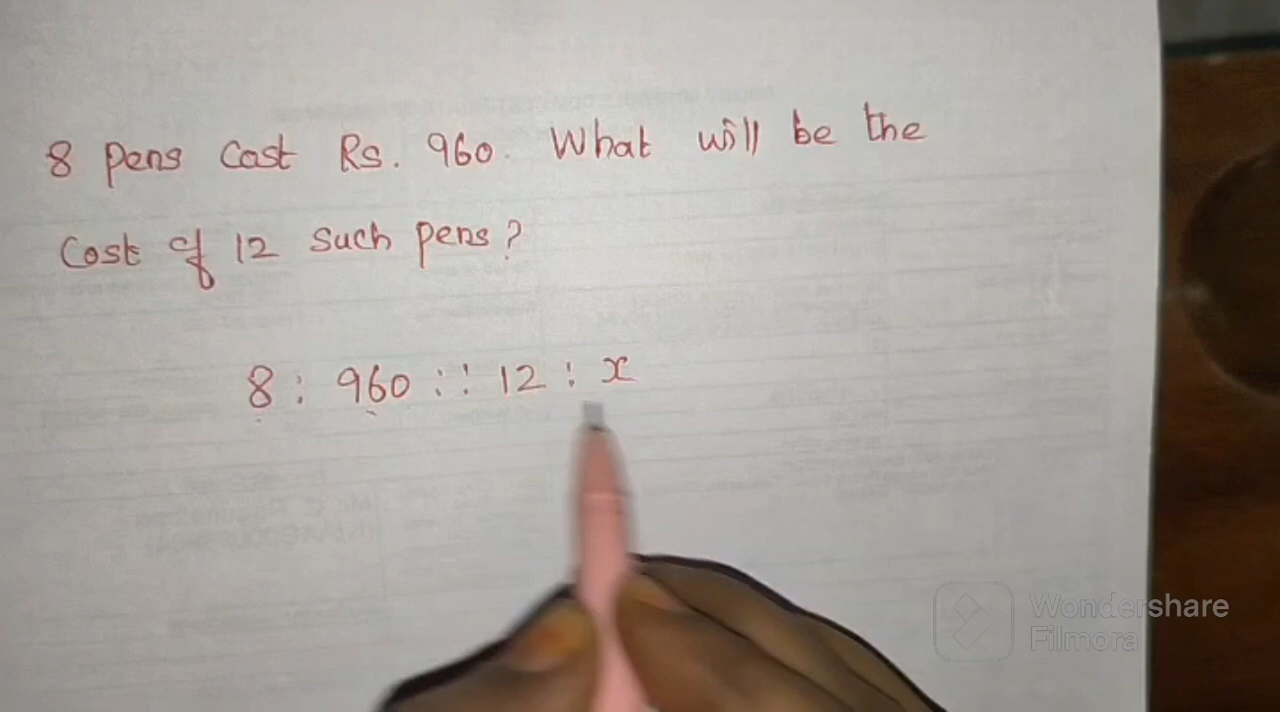 8 Pens Cost Rs. 960. What will be the
Cost of 12 such pens?
8 : 960 :: 12 : x
Wondershare
Filmora